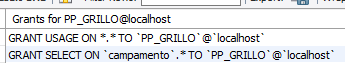 Grants for PP_GRILLO@localhost
GRANT USAGE ON *.* TO `PP_GRILLO`@`localhost`
GRANT SELECT ON `campamento`.* TO `PP_GRILLO`@`localhost`